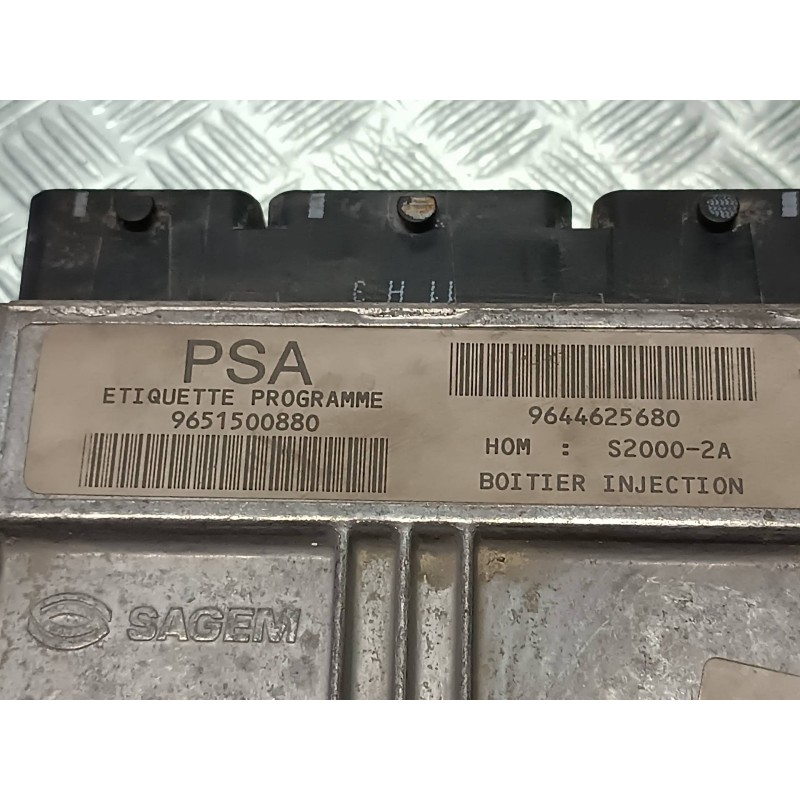 PSA
ETIQUETTE PROGRAMME
9651500880
9644625680
HOM : S2000-2A
BOITIER INJECTION
SAGEM